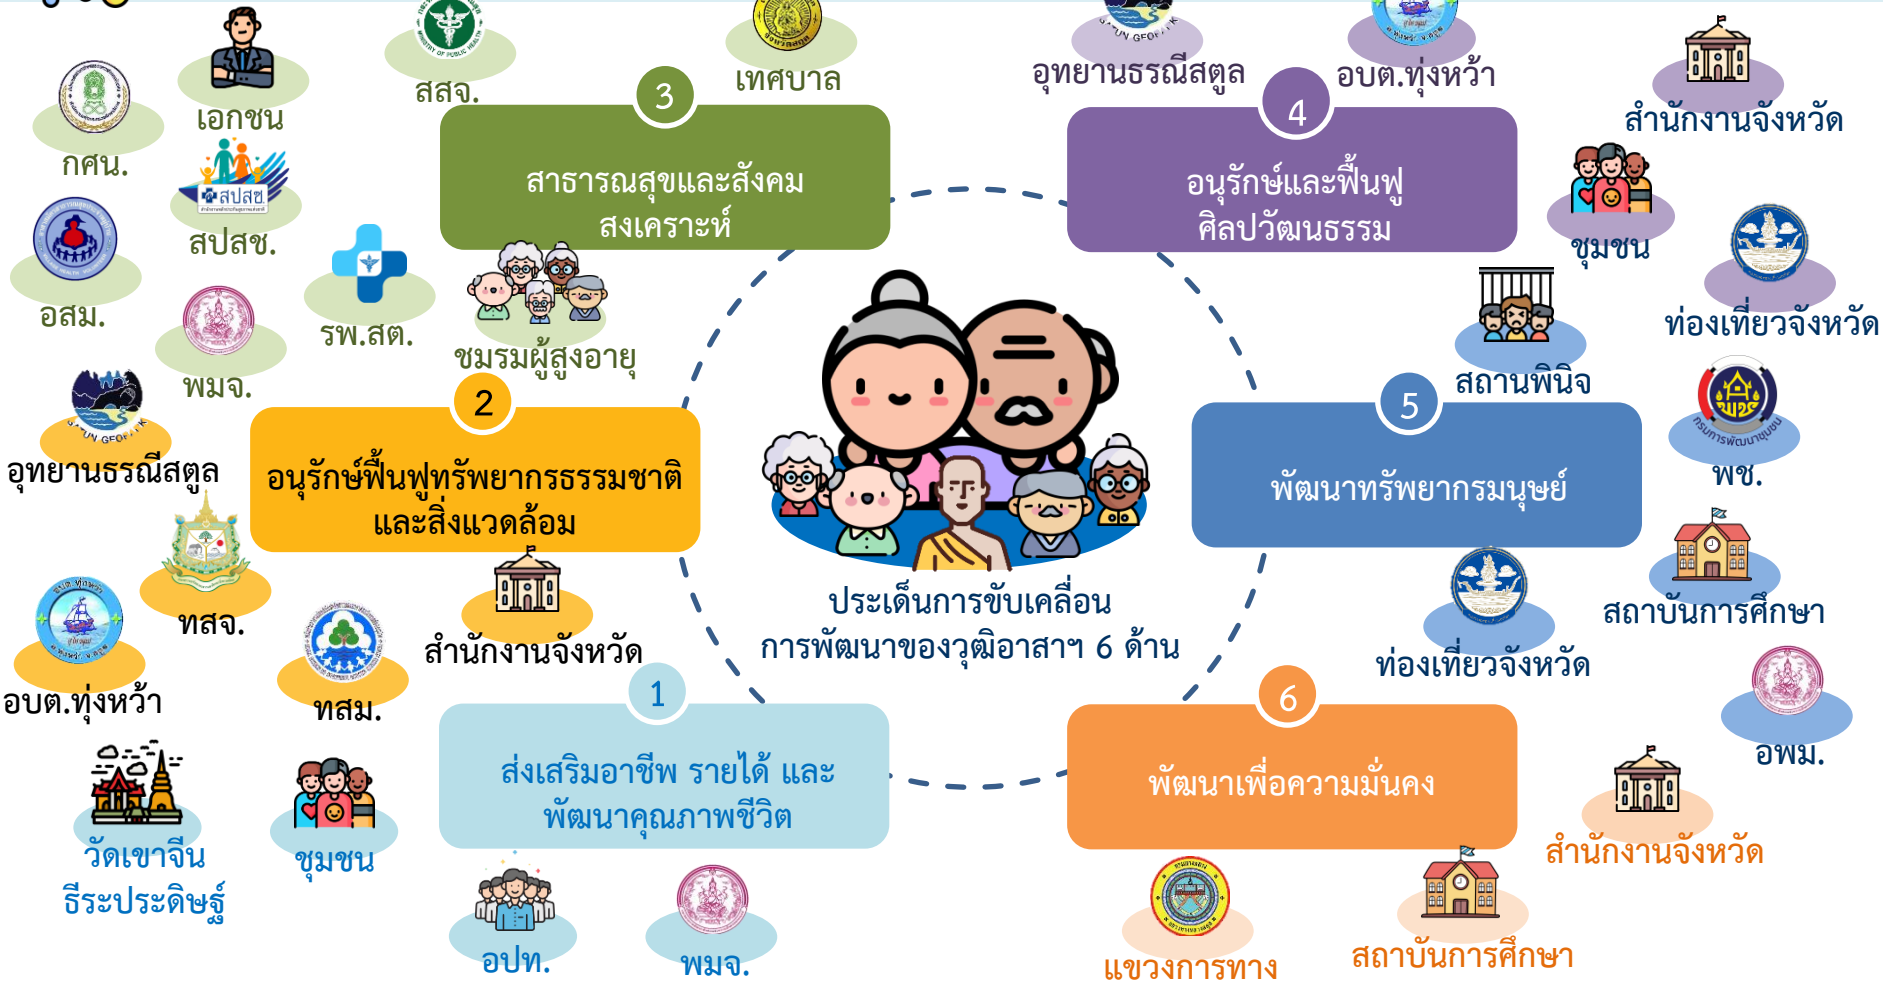 เอกชน
สสจ.
เทศบาล
อุทยานธรณีสตูล
อบต.ทุ่งหว้า
สำนักงานจังหวัด
กศน.
สปสช.
สปสช.
อสม.
พมจ.
รพ.สต.
ชมรมผู้สูงอายุ
3
สาธารณสุขและสังคม
สงเคราะห์
4
อนุรักษ์และฟื้นฟู
ศิลปวัฒนธรรม
ชุมชน
ท่องเที่ยวจังหวัด
สถานพินิจ
2
อนุรักษ์ฟื้นฟูทรัพยากรธรรมชาติ
และสิ่งแวดล้อม
อุทยานธรณีสตูล
ทสจ.
อบต.ทุ่งหว้า
ทสม.
สำนักงานจังหวัด
ประเด็นการขับเคลื่อน
การพัฒนาของวุฒิอาสาฯ 6 ด้าน
5
พัฒนาทรัพยากรมนุษย์
กรมการพัฒนาชุมชน
พช.
สถาบันการศึกษา
ท่องเที่ยวจังหวัด
อพม.
1
ส่งเสริมอาชีพ รายได้ และ
พัฒนาคุณภาพชีวิต
วัดเขาจีน
ธีระประดิษฐ์
ชุมชน
อปท.
พมจ.
6
พัฒนาเพื่อความมั่นคง
สำนักงานจังหวัด
แขวงการทาง
สถาบันการศึกษา